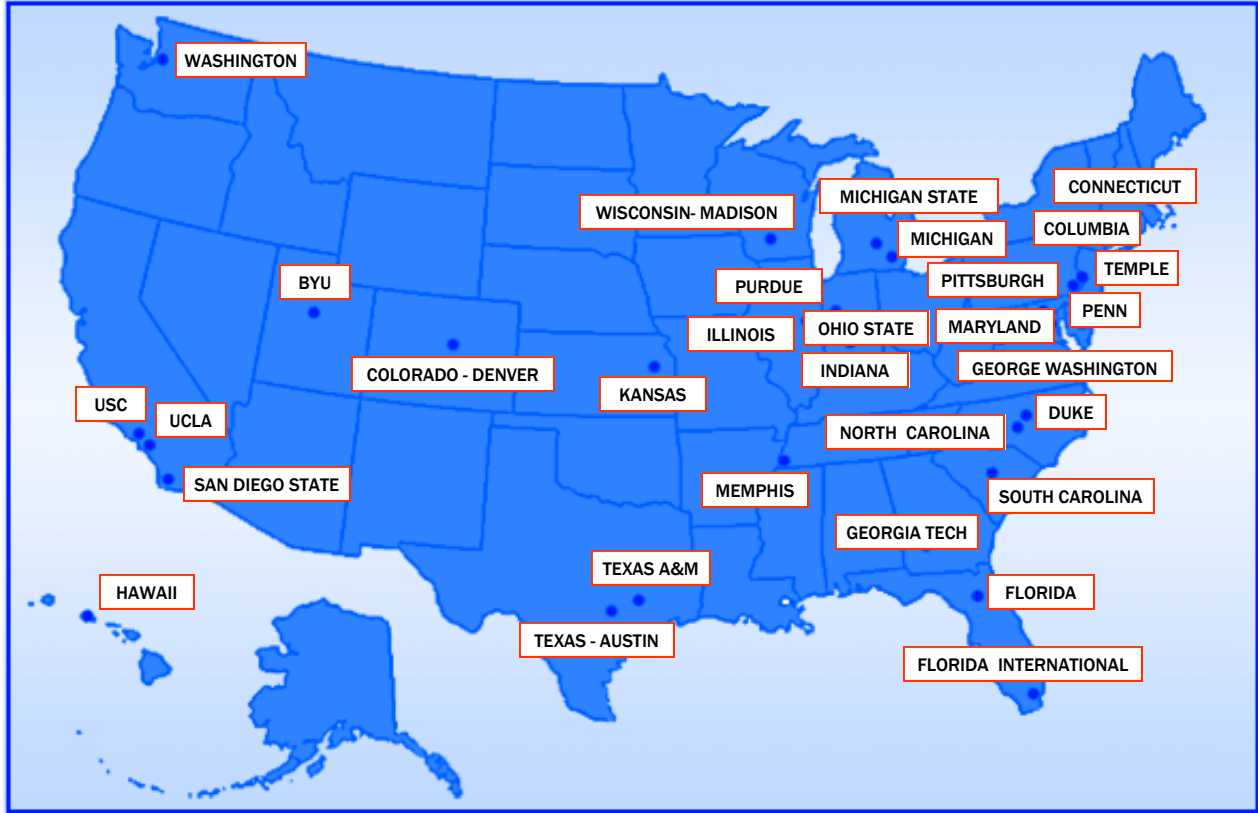 WASHINGTON
CONNECTICUT
MICHIGAN STATE
WISCONSIN- MADISON
COLUMBIA
MICHIGAN
TEMPLE
BYU
PITTSBURGH
PURDUE
PENN
MARYLAND
OHIO STATE
ILLINOIS
GEORGE WASHINGTON
INDIANA
COLORADO - DENVER
KANSAS
USC
DUKE
UCLA
NORTH CAROLINA
SAN DIEGO STATE
MEMPHIS
SOUTH CAROLINA
GEORGIA TECH
TEXAS A&M
HAWAII
FLORIDA
TEXAS - AUSTIN
FLORIDA INTERNATIONAL